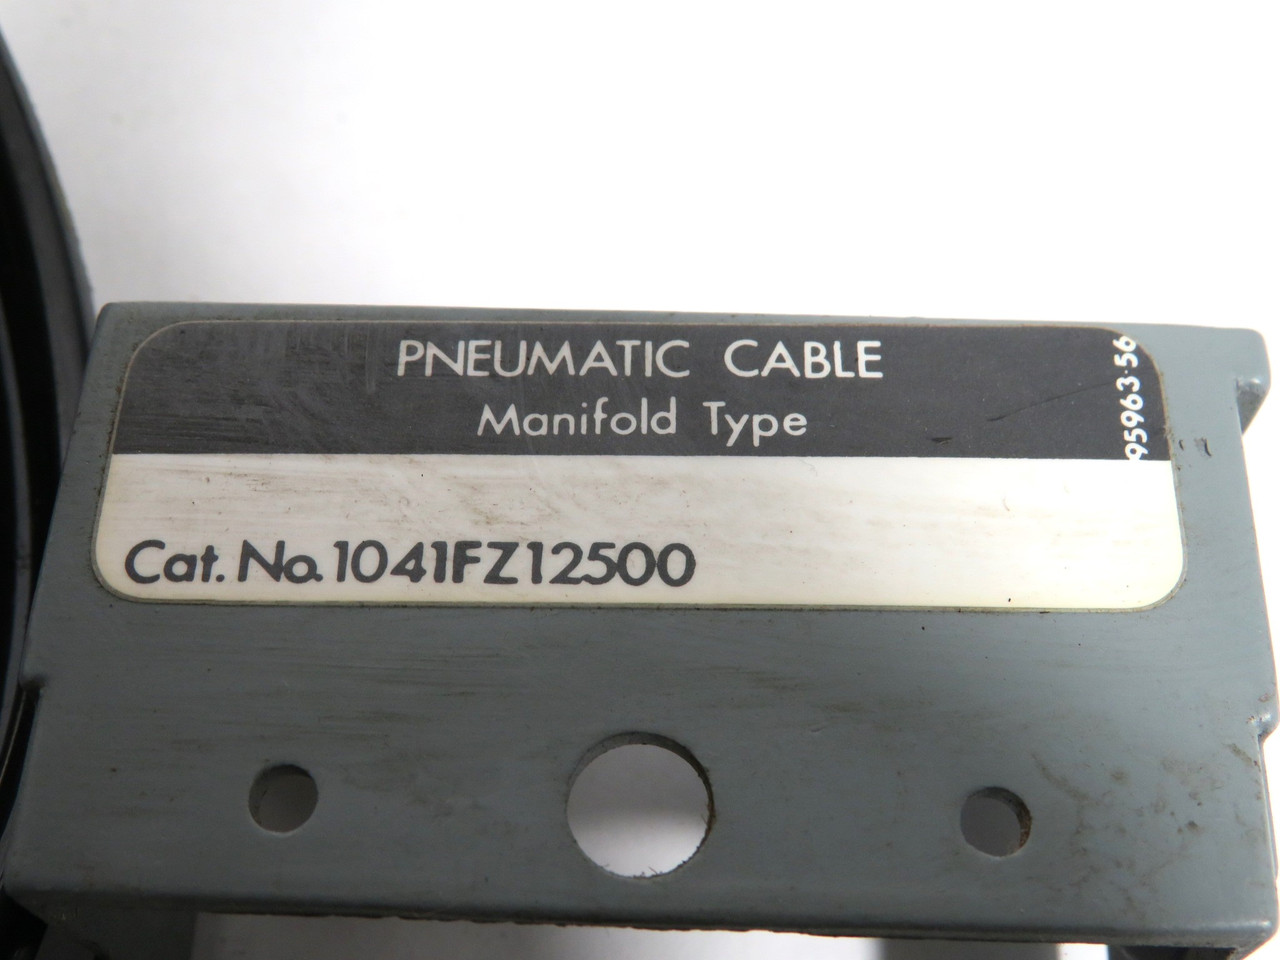 PNEUMATIC CABLE
Manifold Type
95963-56
Cat. No. 1041FZ12500